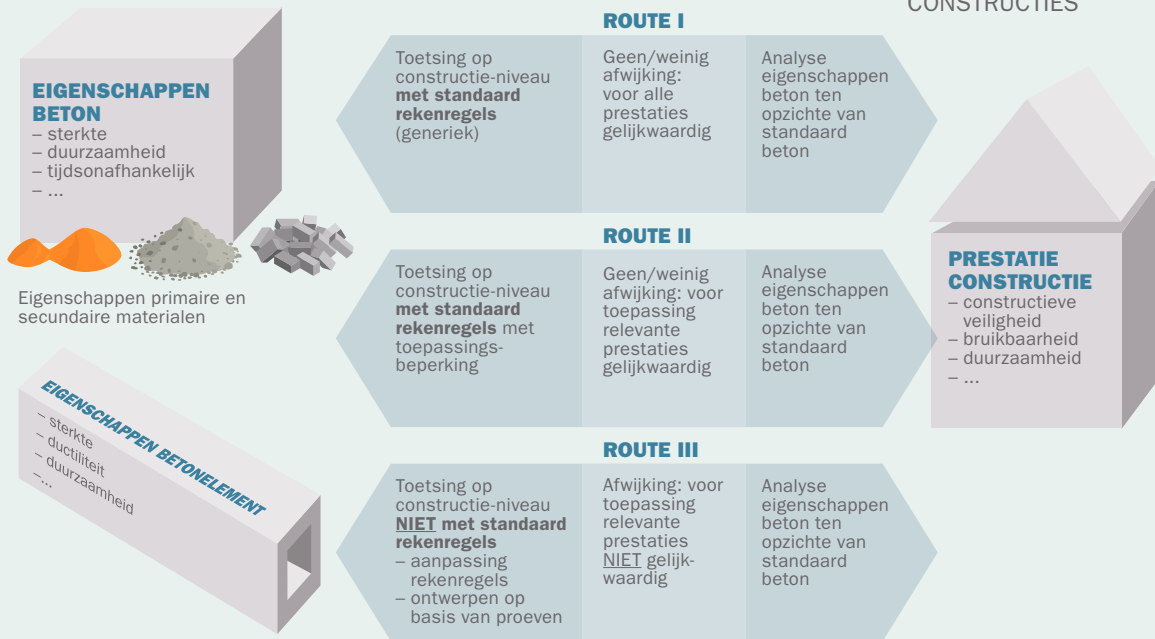 CONSTRUCTIES
EIGENSCHAPPEN
BETON
– sterkte
– duurzaamheid
– tijdsonafhankelijk
– ...
Eigenschappen primaire en
secundaire materialen
EIGENSCHAPPEN BETONELEMENT
– sterkte
– ductiliteit
– duurzaamheid
–...
ROUTE I
Toetsing op
constructie-niveau
met standaard
rekenregels
(generiek)
Geen/weinig
afwijking:
voor alle
prestaties
gelijkwaardig
Analyse
eigenschappen
beton ten
opzichte van
standaard
beton
ROUTE II
Toetsing op
constructie-niveau
met standaard
rekenregels met
toepassings-
beperking
Geen/weinig
afwijking: voor
toepassing
relevante
prestaties
gelijkwaardig
Analyse
eigenschappen
beton ten
opzichte van
standaard
beton
ROUTE III
Toetsing op
constructie-niveau
NIET met standaard
rekenregels
– aanpassing
rekenregels
– ontwerpen op
basis van proeven
Afwijking: voor
toepassing
relevante
prestaties
NIET gelijk-
waardig
Analyse
eigenschappen
beton ten
opzichte van
standaard
beton
PRESTATIE
CONSTRUCTIE
– constructieve
veiligheid
– bruikbaarheid
– duurzaamheid
– ...